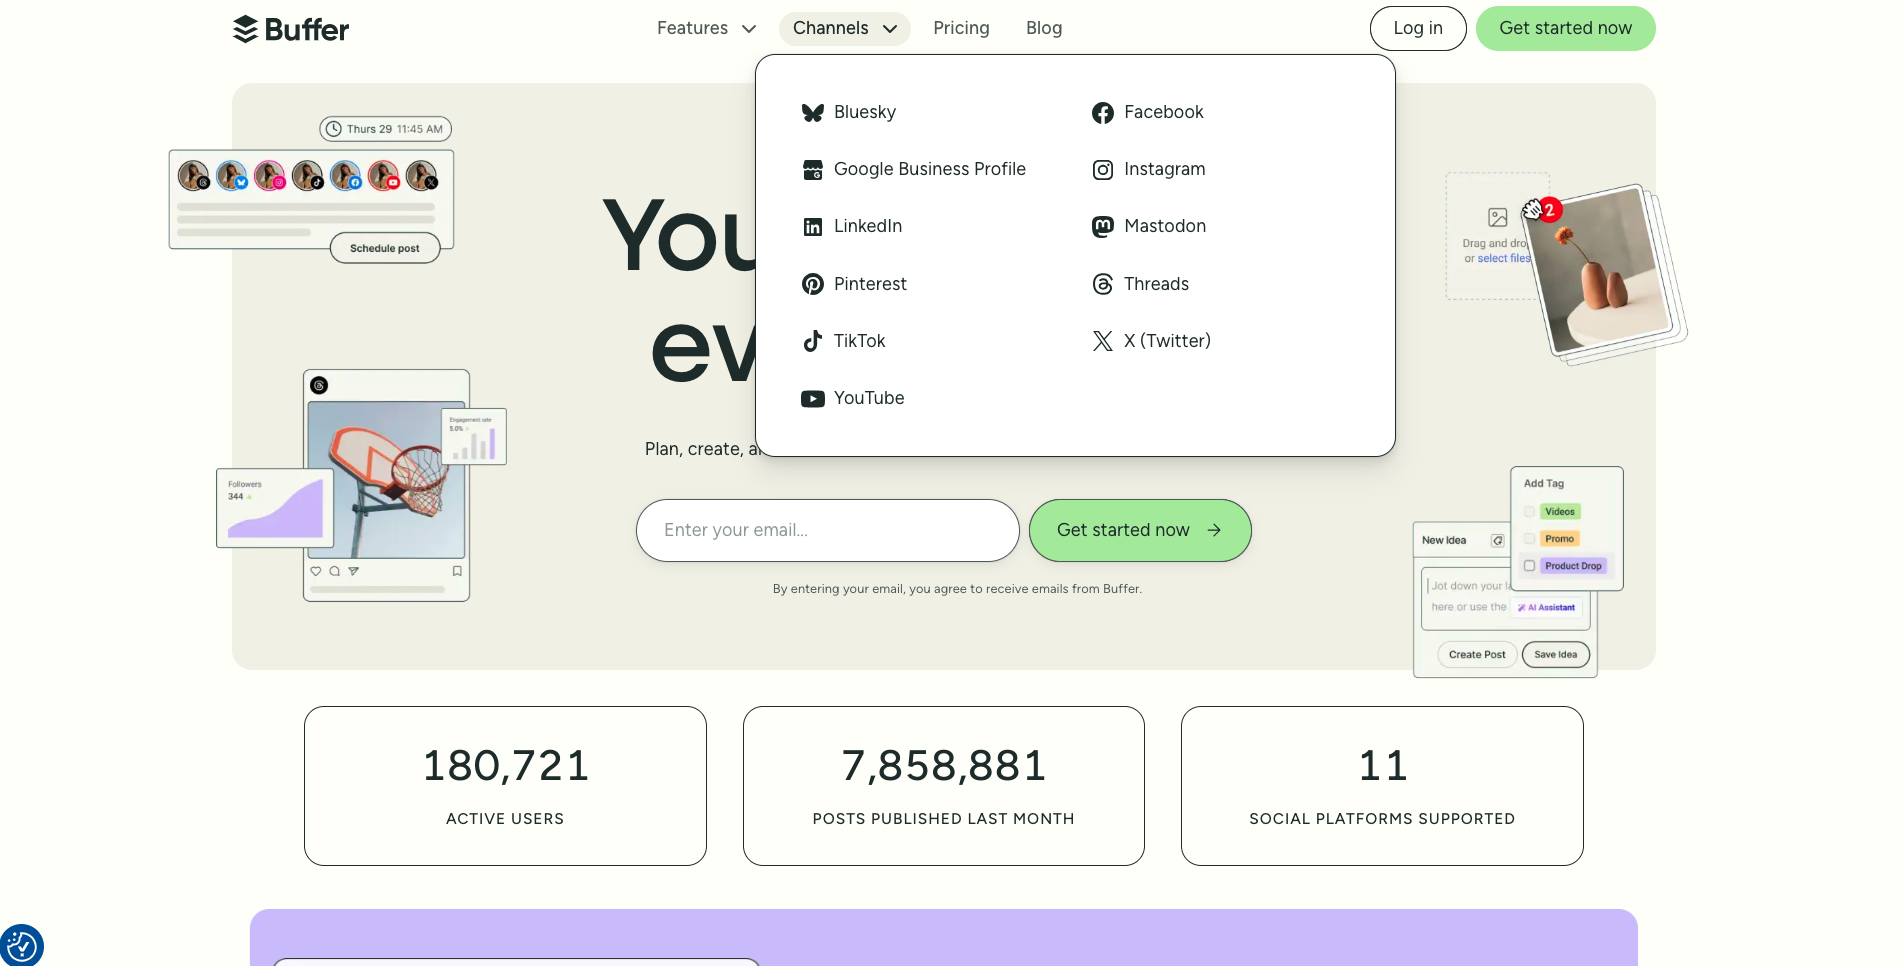 Buffer
Features
Channels
Pricing
Blog
Log in
Get started now
Bluesky
Facebook
Google Business Profile
Instagram
LinkedIn
Mastodon
Pinterest
Threads
TikTok
X (Twitter)
YouTube
Thurs 29 11:45 AM
Schedule post
You
ev
Plan, create,
Enter your email...
Get started now
By entering your email, you agree to receive emails from Buffer.
2
Drag and
or select files
Engagement rate
5.0%
Followers
344
Add Tag
Videos
Promo
Product Drop
New Idea
Jot down your
here or use the AI Assistant
Create Post
Save Idea
180,721
ACTIVE USERS
7,858,881
POSTS PUBLISHED LAST MONTH
11
SOCIAL PLATFORMS SUPPORTED